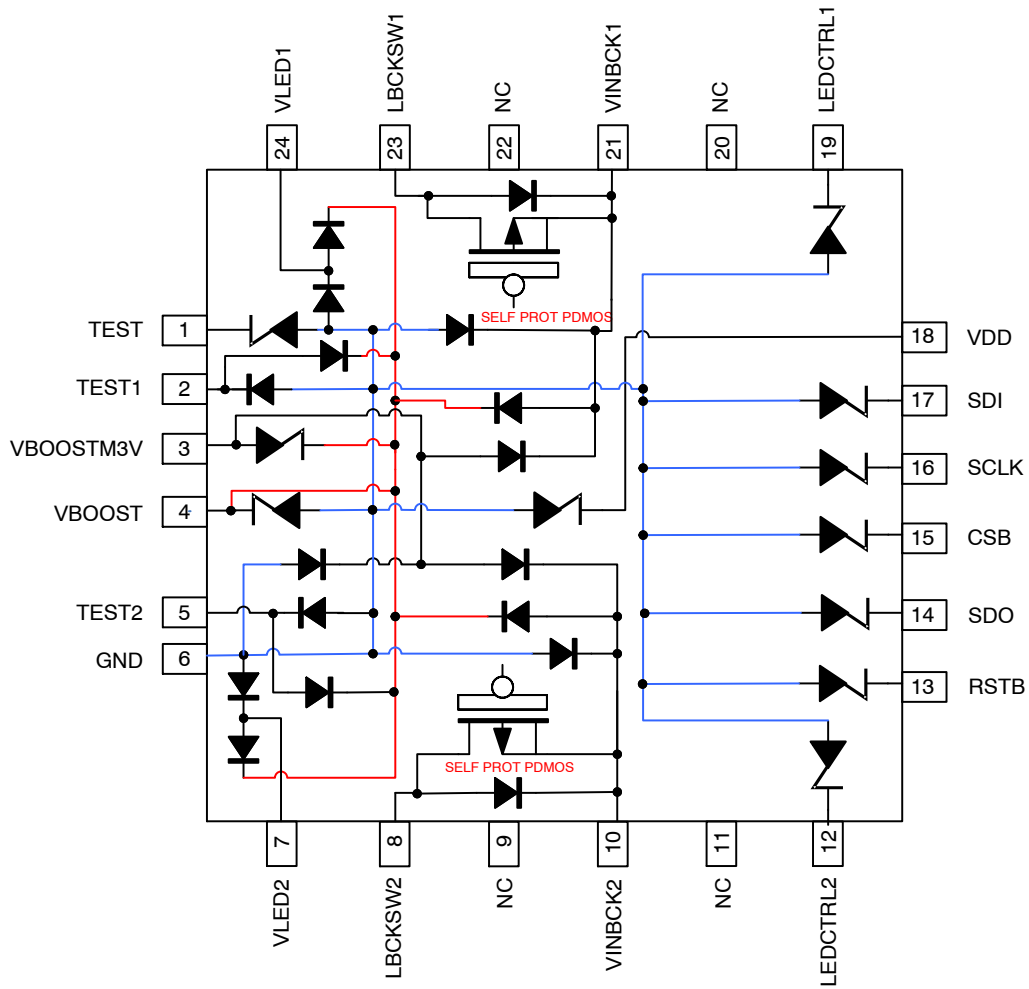 VLED1
LBCKSW1
NC
VINBCK1
NC
LEDCTRL1
24
23
22
21
20
19
SELF PROT PDMOS
TEST
1
18
VDD
TEST1
2
17
SDI
VBOOSTM3V
3
16
SCLK
VBOOST
4
15
CSB
TEST2
5
14
SDO
GND
6
13
RSTB
SELF PROT PDMOS
7
8
9
10
11
12
VLED2
LBCKSW2
NC
VINBCK2
NC
LEDCTRL2